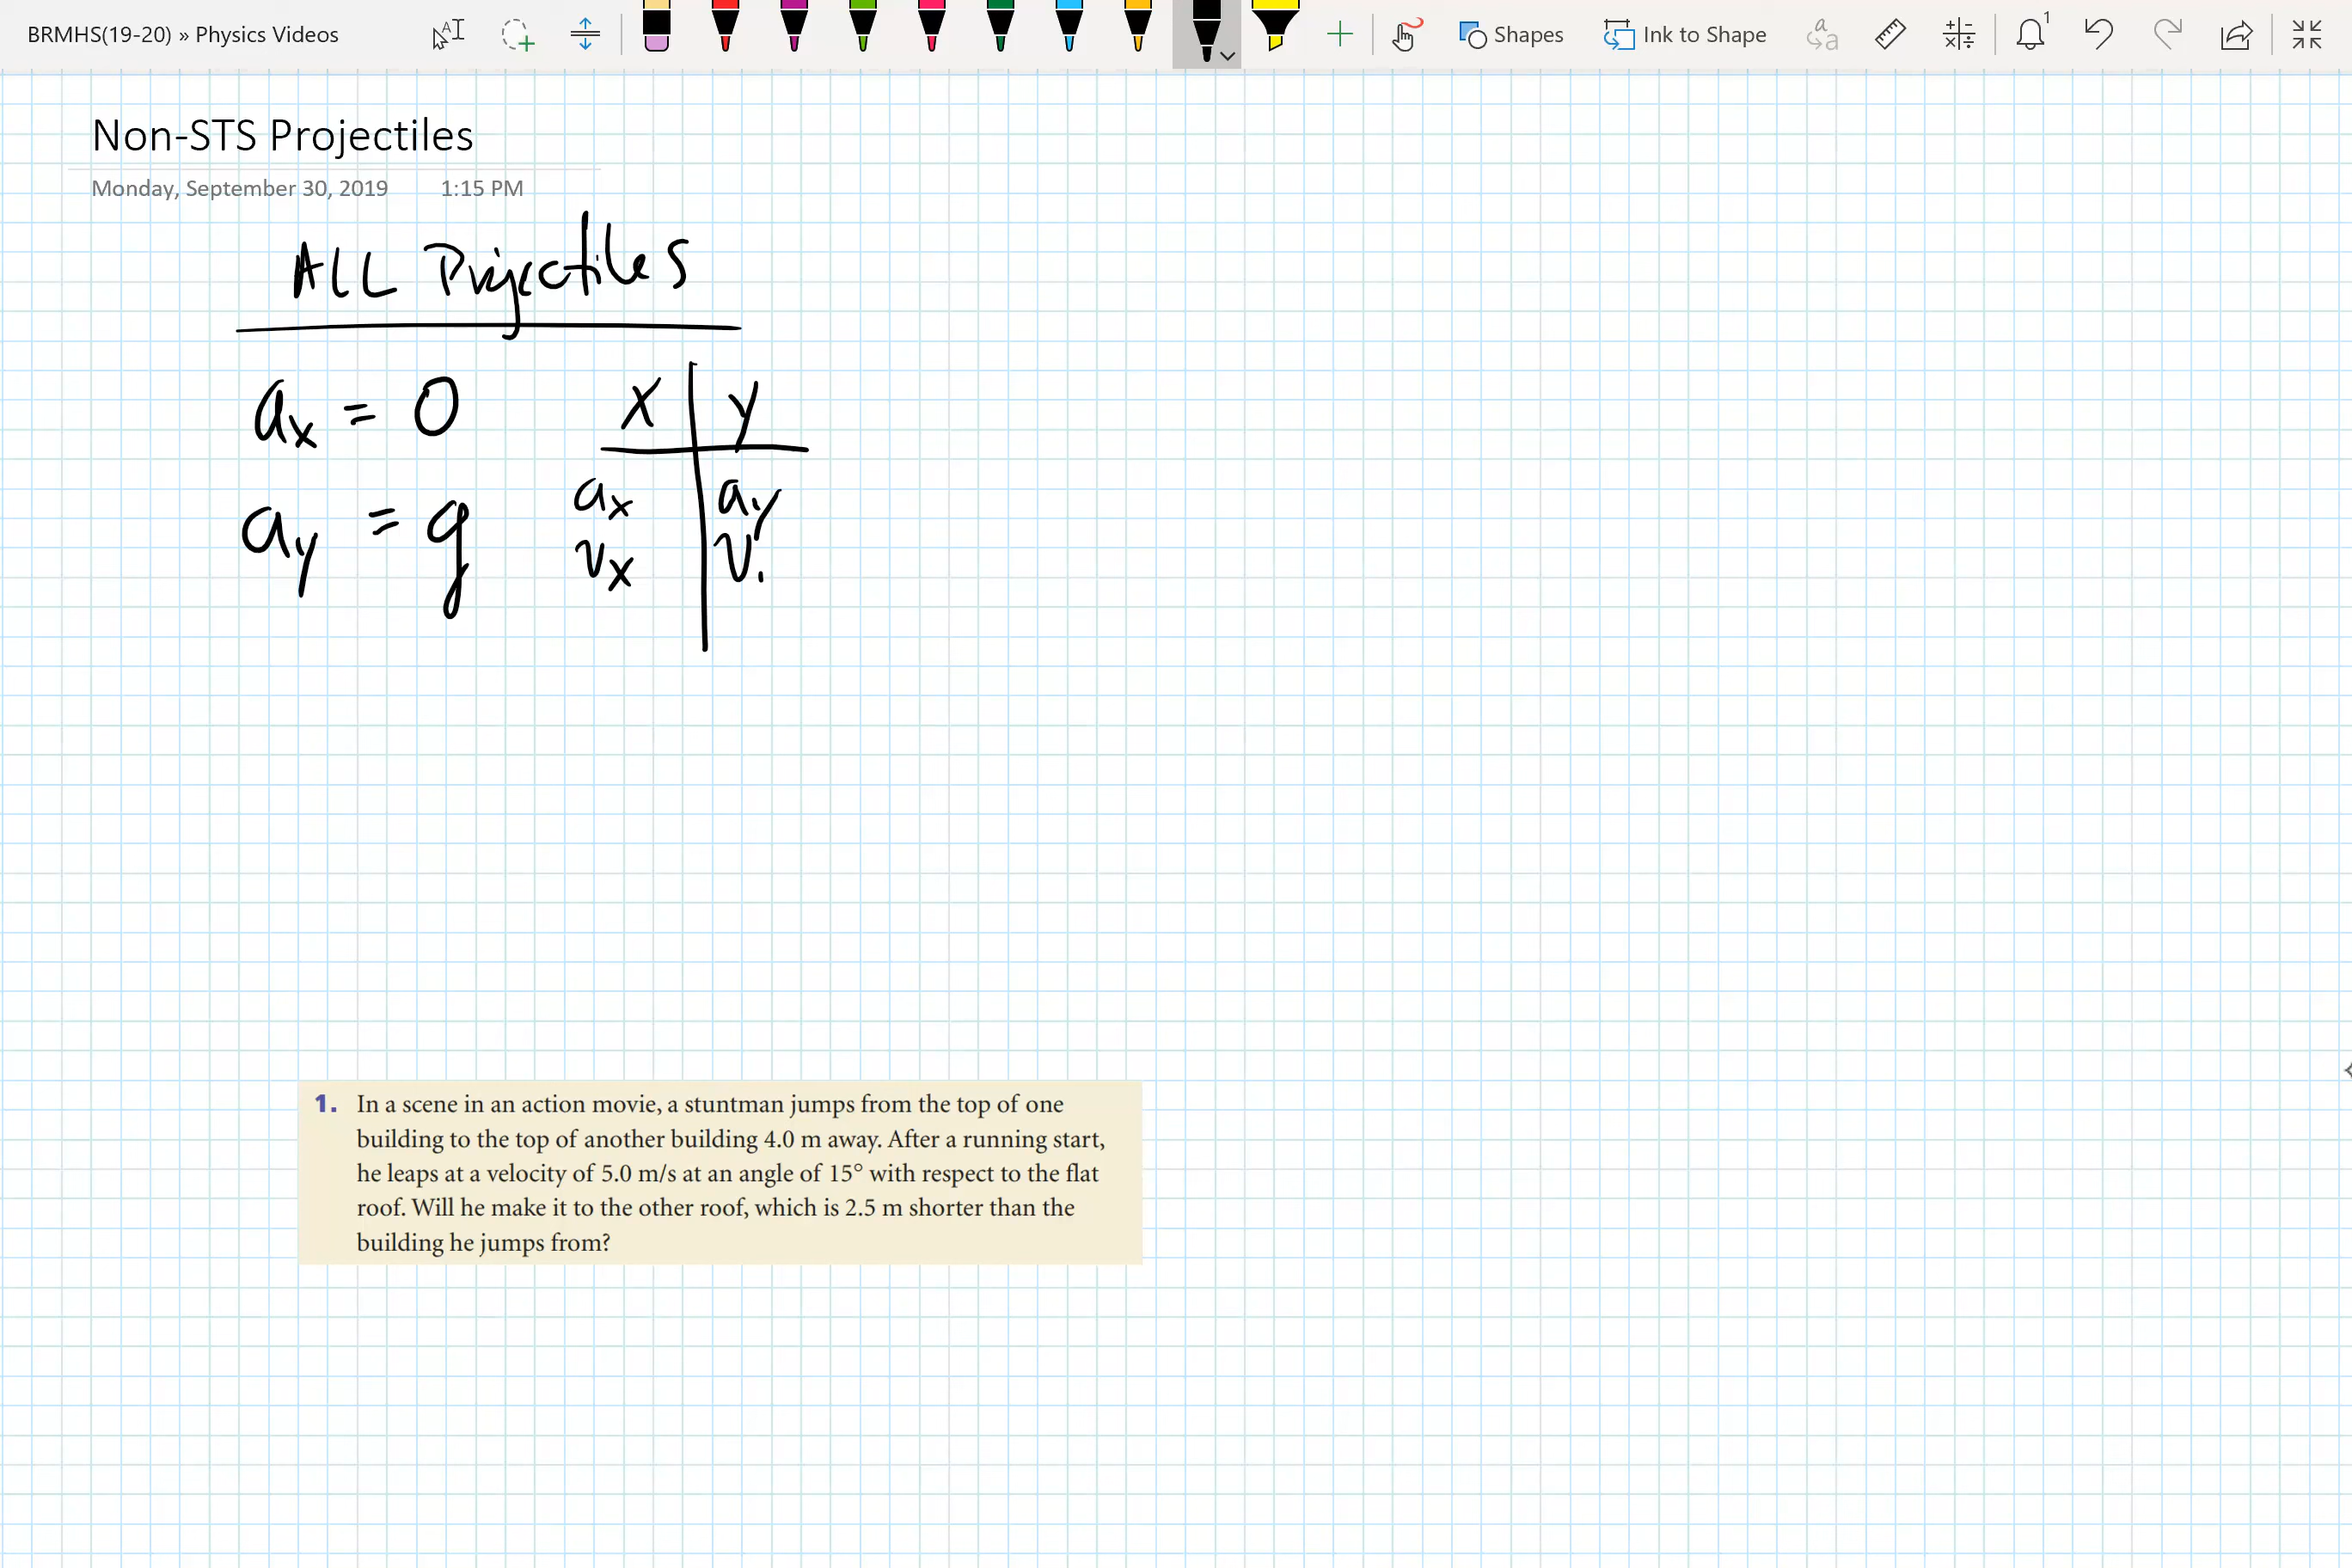 BRMHS(19-20) » Physics Videos
Shapes
Ink to Shape
1
Non-STS Projectiles
Monday, September 30, 2019 1:15 PM
ALL Projectiles
ax = 0
ay = g
x y
ax ay
vx vi
1. In a scene in an action movie, a stuntman jumps from the top of one
building to the top of another building 4.0 m away. After a running start,
he leaps at a velocity of 5.0 m/s at an angle of 15° with respect to the flat
roof. Will he make it to the other roof, which is 2.5 m shorter than the
building he jumps from?